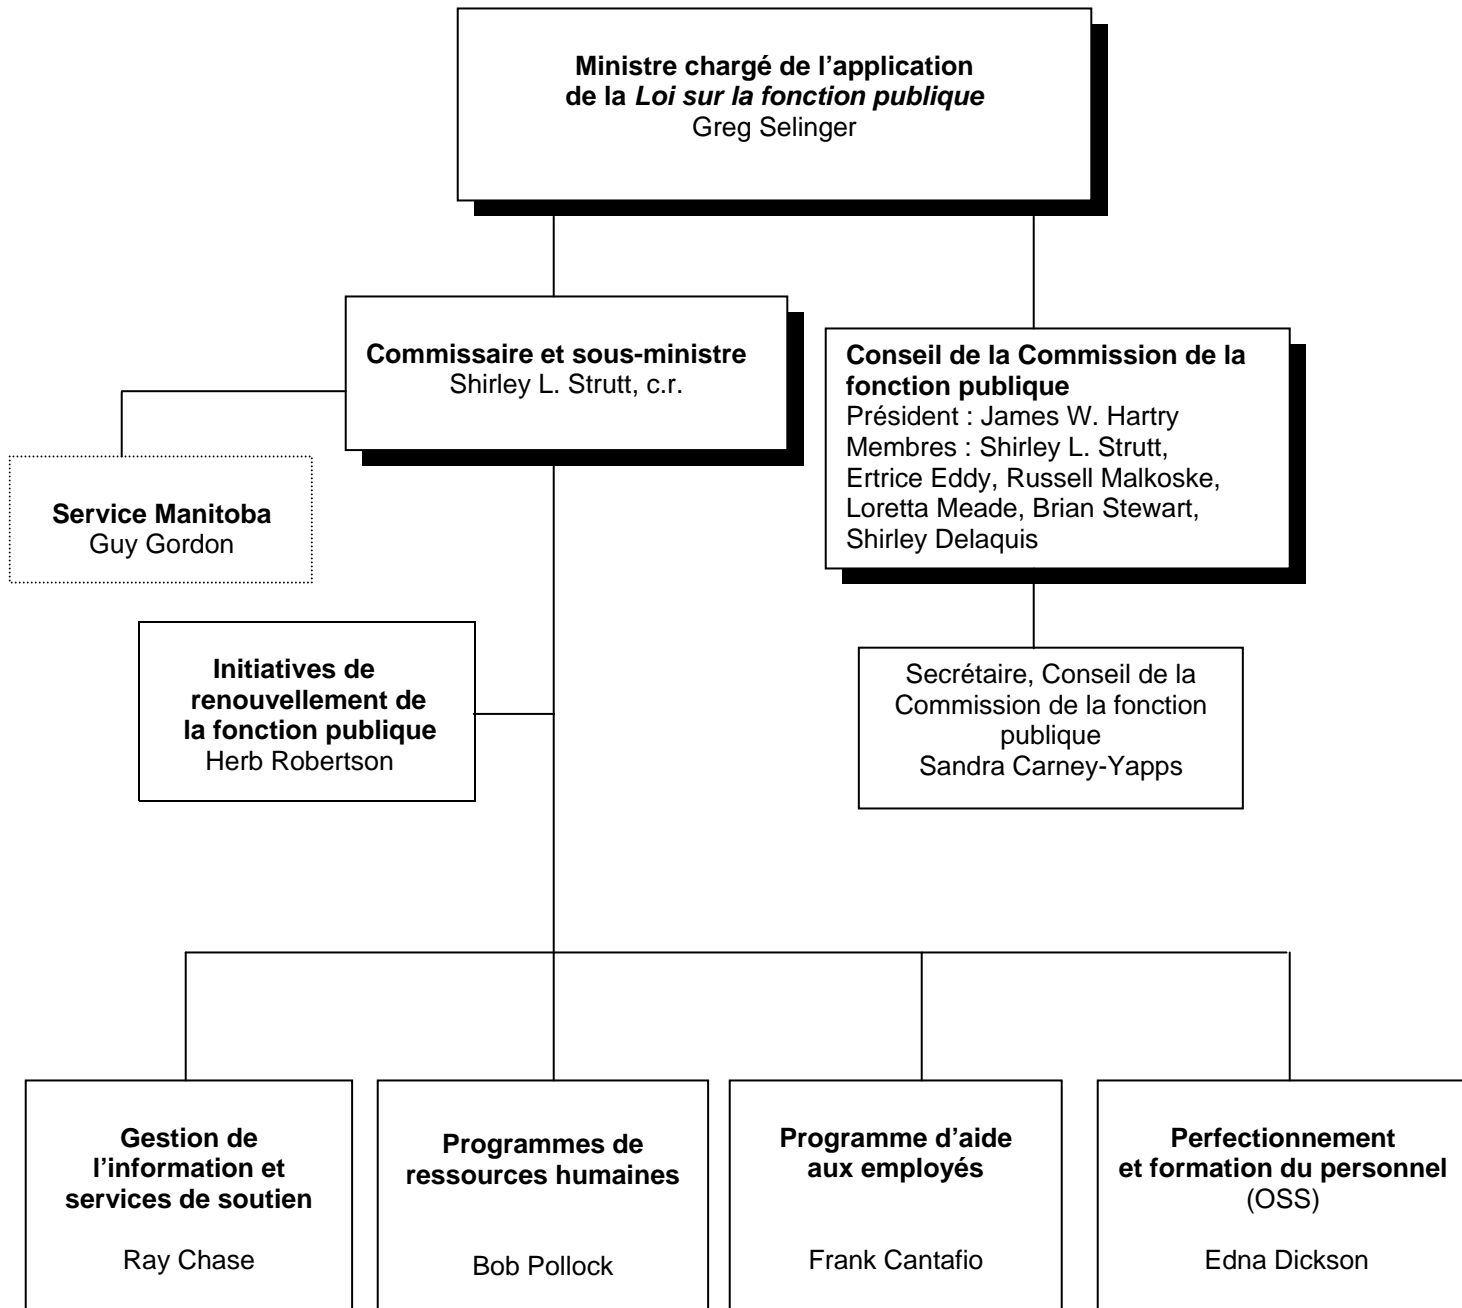 Ministre chargé de l’application
de la Loi sur la fonction publique
Greg Selinger
Commissaire et sous-ministre
Shirley L. Strutt, c.r.
Conseil de la Commission de la
fonction publique
Président : James W. Hartry
Membres : Shirley L. Strutt,
Ertrice Eddy, Russell Malkoske,
Loretta Meade, Brian Stewart,
Shirley Delaquis
Service Manitoba
Guy Gordon
Initiatives de
renouvellement de
la fonction publique
Herb Robertson
Secrétaire, Conseil de la
Commission de la fonction
publique
Sandra Carney-Yapps
Gestion de
l’information et
services de soutien
Ray Chase
Programmes de
ressources humaines
Bob Pollock
Programme d’aide
aux employés
Frank Cantafio
Perfectionnement
et formation du personnel
(OSS)
Edna Dickson